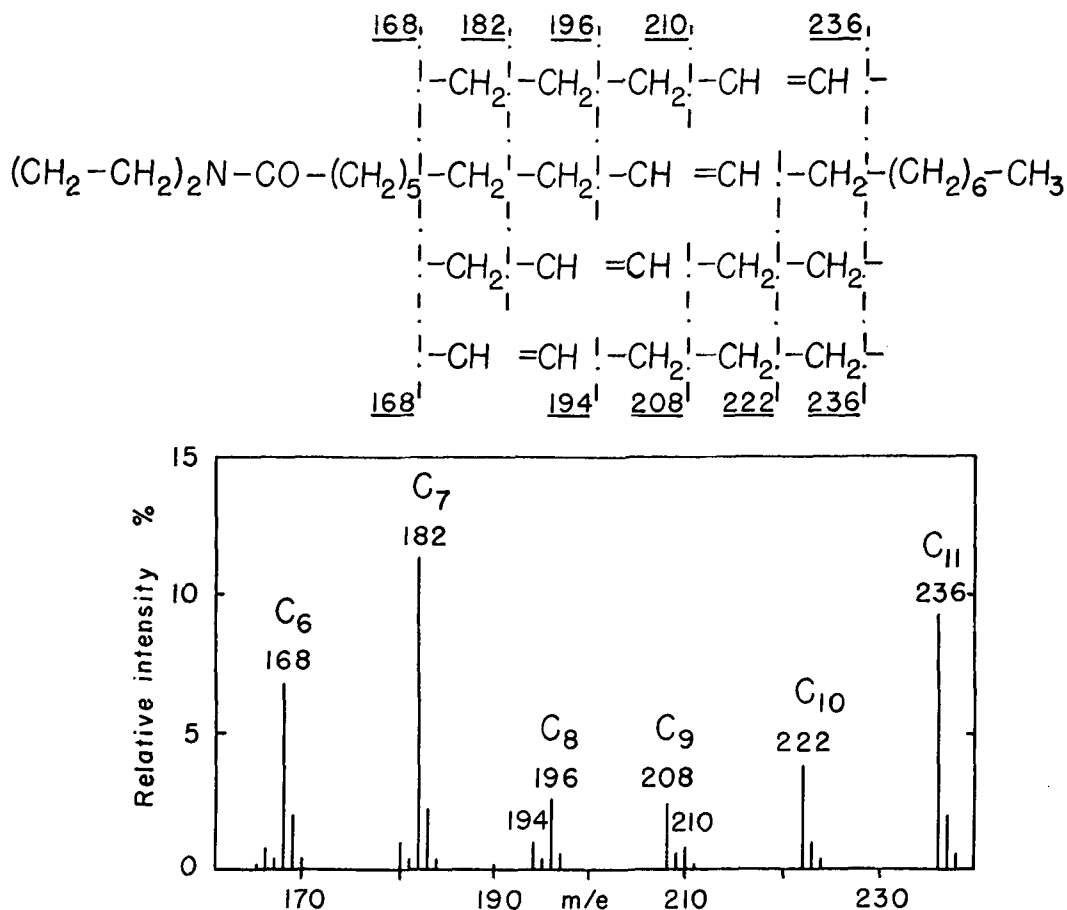 168 182 196 210 236
-CH₂ -CH₂ -CH₂ -CH =CH -
(CH₂-CH₂)₂N-CO-(CH₂)₅ -CH₂ -CH₂ -CH =CH -CH₂ -(CH₂)₆-CH₃
-CH₂ -CH =CH -CH₂ -CH₂ -
-CH =CH -CH₂ -CH₂ -CH₂ -
168 194 208 222 236
15
10
5
0
Relative intensity %
C₆
168
C₇
182
C₈
196
194
C₉
208
210
C₁₀
222
C₁₁
236
170 190 m/e 210 230